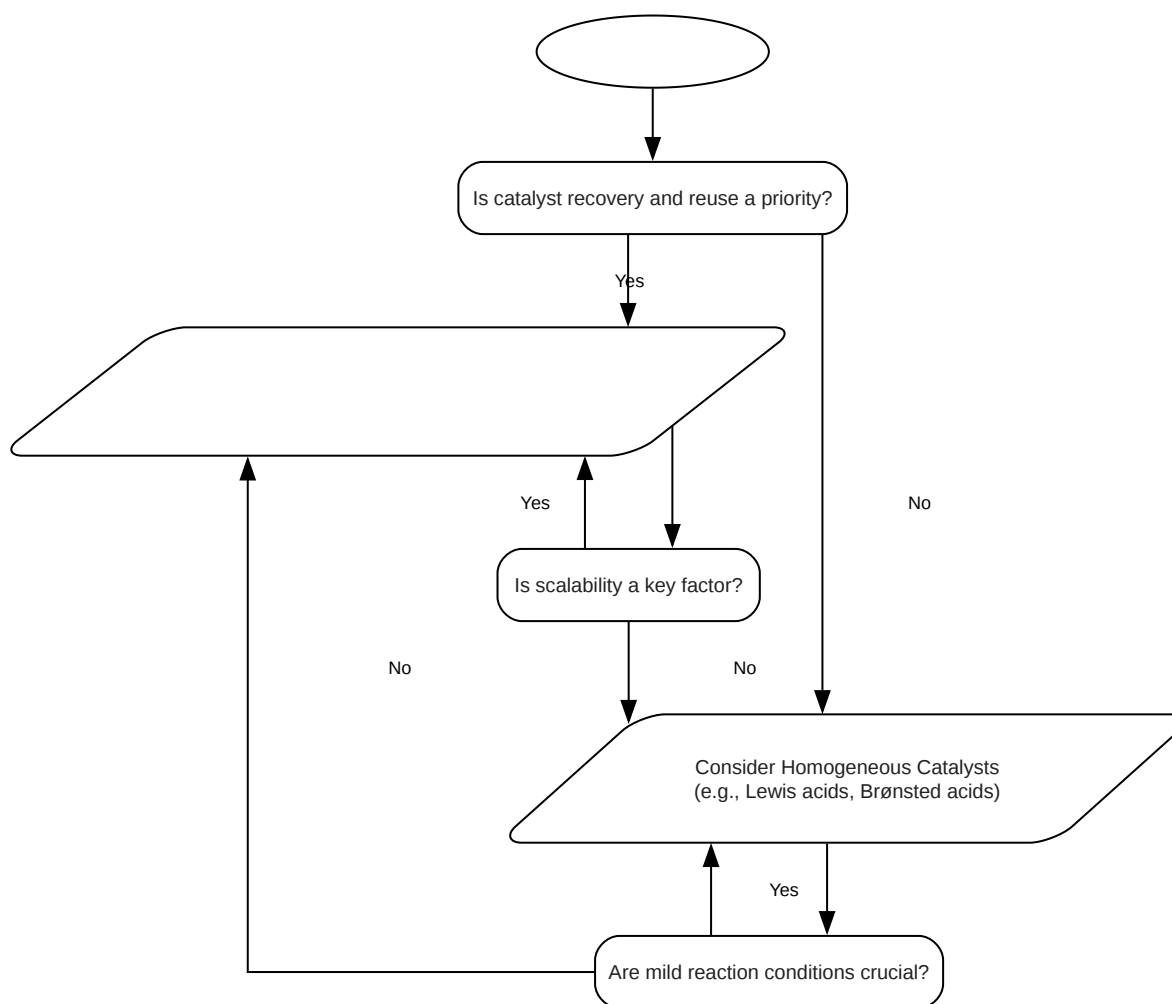 Is catalyst recovery and reuse a priority?
Yes
Yes
No
Is scalability a key factor?
No
No
Consider Homogeneous Catalysts
(e.g., Lewis acids, Brønsted acids)
Yes
Are mild reaction conditions crucial?